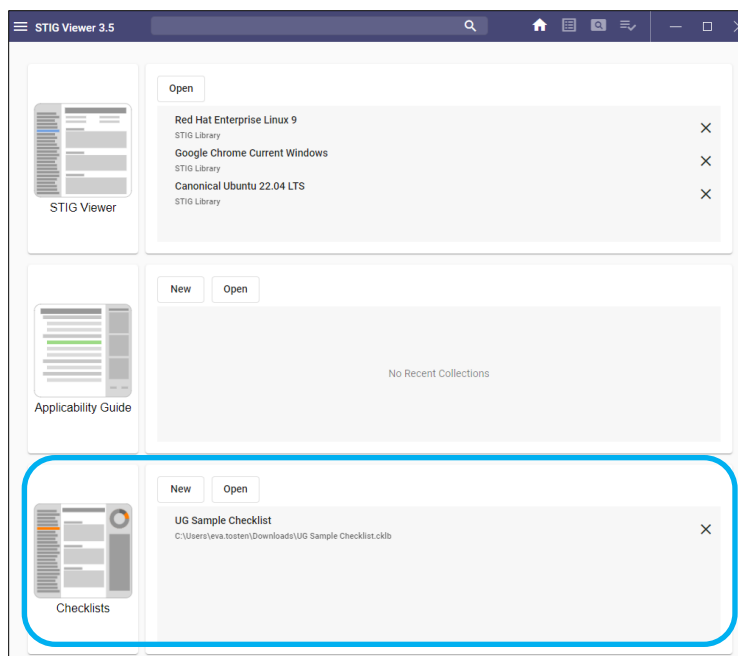 STIG Viewer 3.5
Open
Red Hat Enterprise Linux 9
STIG Library
Google Chrome Current Windows
STIG Library
Canonical Ubuntu 22.04 LTS
STIG Library
STIG Viewer
New Open
No Recent Collections
Applicability Guide
New Open
UG Sample Checklist
C:\Users\eva.tosten\Downloads\UG Sample Checklist.cklb
Checklists